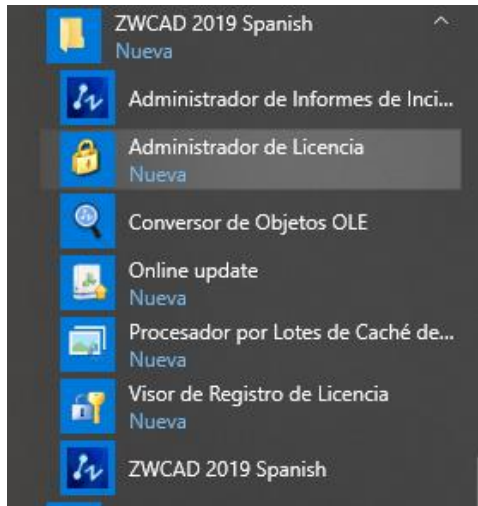 ZWCAD 2019 Spanish
Nueva
Administrador de Informes de Inci...
Administrador de Licencia
Nueva
Conversor de Objetos OLE
Online update
Nueva
Procesador por Lotes de Caché de...
Nueva
Visor de Registro de Licencia
Nueva
ZWCAD 2019 Spanish